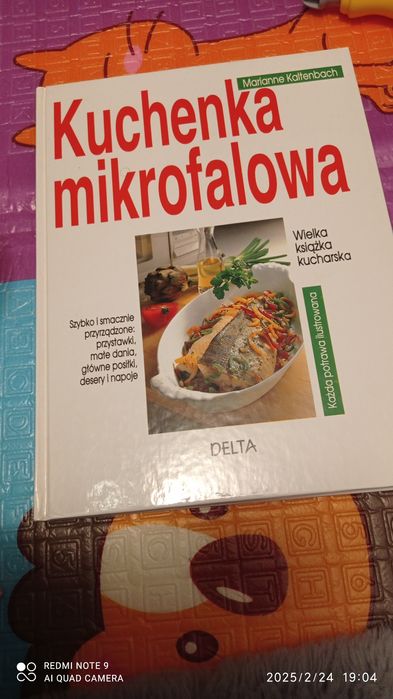 Marianne Kaltenbach
Kuchenka
mikrofalowa
Wielka
książka
kucharska
Szybko i smacznie
przyrządzone:
przystawki,
małe dania,
główne posiłki,
desery i napoje
Każda potrawa ilustrowana
DELTA
REDMI NOTE 9
AI QUAD CAMERA
2025/2/24 19:04